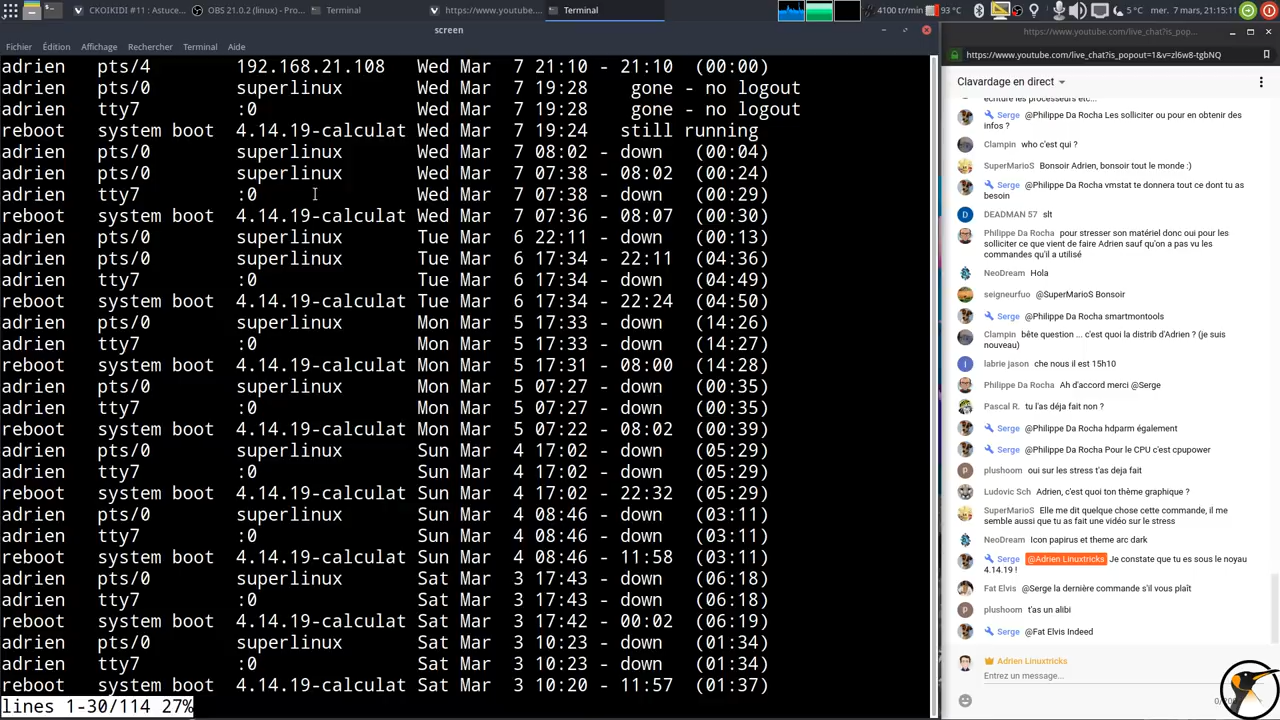 CKIDKIDI #11 : Astuce...
OBS 21.0.2 (linux) - Pro...
Terminal
https://www.youtube....
Terminal
4100 tr/min
93 °C
5 °C
mer. 7 mars, 21:15:11
screen
Fichier Édition Affichage Rechercher Terminal Aide
adrien pts/4 7 21:10 - 21:10 (00:00)
adrien pts/0 superlinux Wed Mar 7 19:28 gone - no logout
adrien tty7 :0 Wed Mar 7 19:28 gone - no logout
reboot system boot 4.14.19-calculat Wed Mar 7 19:24 still running
adrien pts/0 superlinux Wed Mar 7 08:02 - down (00:04)
adrien pts/0 superlinux Wed Mar 7 07:38 - 08:02 (00:24)
adrien tty7 :0 Wed Mar 7 07:38 - down (00:29)
reboot system boot 4.14.19-calculat Wed Mar 7 07:36 - 08:07 (00:30)
adrien pts/0 superlinux Tue Mar 6 22:11 - down (00:13)
adrien pts/0 superlinux Tue Mar 6 17:34 - 22:11 (04:36)
adrien tty7 :0 Tue Mar 6 17:34 - down (04:49)
reboot system boot 4.14.19-calculat Tue Mar 6 17:34 - 22:24 (04:50)
adrien pts/0 superlinux Mon Mar 5 17:33 - down (14:26)
adrien tty7 :0 Mon Mar 5 17:33 - down (14:27)
reboot system boot 4.14.19-calculat Mon Mar 5 17:31 - 08:00 (14:28)
adrien pts/0 superlinux Mon Mar 5 07:27 - down (00:35)
adrien tty7 :0 Mon Mar 5 07:27 - down (00:35)
reboot system boot 4.14.19-calculat Mon Mar 5 07:22 - 08:02 (00:39)
adrien pts/0 superlinux Sun Mar 4 17:02 - down (05:29)
adrien tty7 :0 Sun Mar 4 17:02 - down (05:29)
reboot system boot 4.14.19-calculat Sun Mar 4 17:02 - 22:32 (05:29)
adrien pts/0 superlinux Sun Mar 4 08:46 - down (03:11)
adrien tty7 :0 Sun Mar 4 08:46 - down (03:11)
reboot system boot 4.14.19-calculat Sun Mar 4 08:46 - 11:58 (03:11)
adrien pts/0 superlinux Sat Mar 3 17:43 - down (06:18)
adrien tty7 :0 Sat Mar 3 17:43 - down (06:18)
reboot system boot 4.14.19-calculat Sat Mar 3 17:42 - 00:02 (06:19)
adrien pts/0 superlinux Sat Mar 3 10:23 - down (01:34)
adrien tty7 :0 Sat Mar 3 10:23 - down (01:34)
reboot system boot 4.14.19-calculat Sat Mar 3 10:20 - 11:57 (01:37)
lines 1-30/114 27%
https://www.youtube.com/live_chat?is_pop...
https://www.youtube.com/live_chat?is_popout=1&v=zl6w8-tgbNQ
Clavardage en direct
écriture les processeurs etc...
Serge @Philippe Da Rocha Les solliciter ou pour en obtenir des
infos ?
Clampin who c'est qui ?
SuperMarioS Bonsoir Adrien, bonsoir tout le monde :)
Serge @Philippe Da Rocha vmstat te donnera tout ce dont tu as
besoin
D DEADMAN 57 slt
Philippe Da Rocha pour stresser son matériel donc oui pour les
solliciter ce que vient de faire Adrien sauf qu'on a pas vu les
commandes qu'il a utilisé
NeoDream Hola
seigneurfuo @SuperMarioS Bonsoir
Serge @Philippe Da Rocha smartmontools
Clampin bête question ... c'est quoi la distrib d'Adrien ? (je suis
nouveau)
l labrie jason che nous il est 15h10
Philippe Da Rocha Ah d'accord merci @Serge
Pascal R. tu l'as déja fait non ?
Serge @Philippe Da Rocha hdparm également
Serge @Philippe Da Rocha Pour le CPU c'est cpupower
p plushoom oui sur les stress t'as deja fait
Ludovic Sch Adrien, c'est quoi ton thème graphique ?
SuperMarioS Elle me dit quelque chose cette commande, il me
semble aussi que tu as fait une vidéo sur le stress
NeoDream Icon papirus et theme arc dark
Serge @Adrien Linuxtricks Je constate que tu es sous le noyau
4.14.19 !
Fat Elvis @Serge la dernière commande s'il vous plaît
p plushoom t'as un alibi
Serge @Fat Elvis Indeed
Adrien Linuxtricks
Entrez un message...